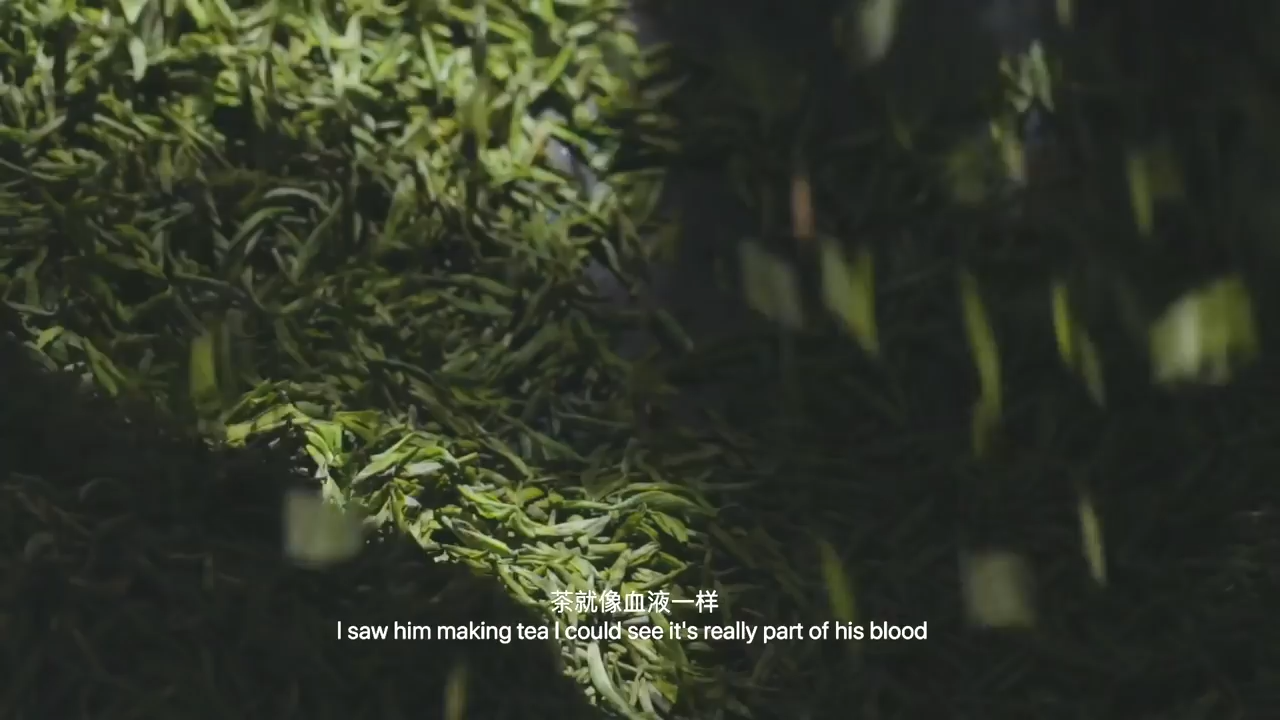 茶就像血液一样
I saw him making tea I could see it's really part of his blood